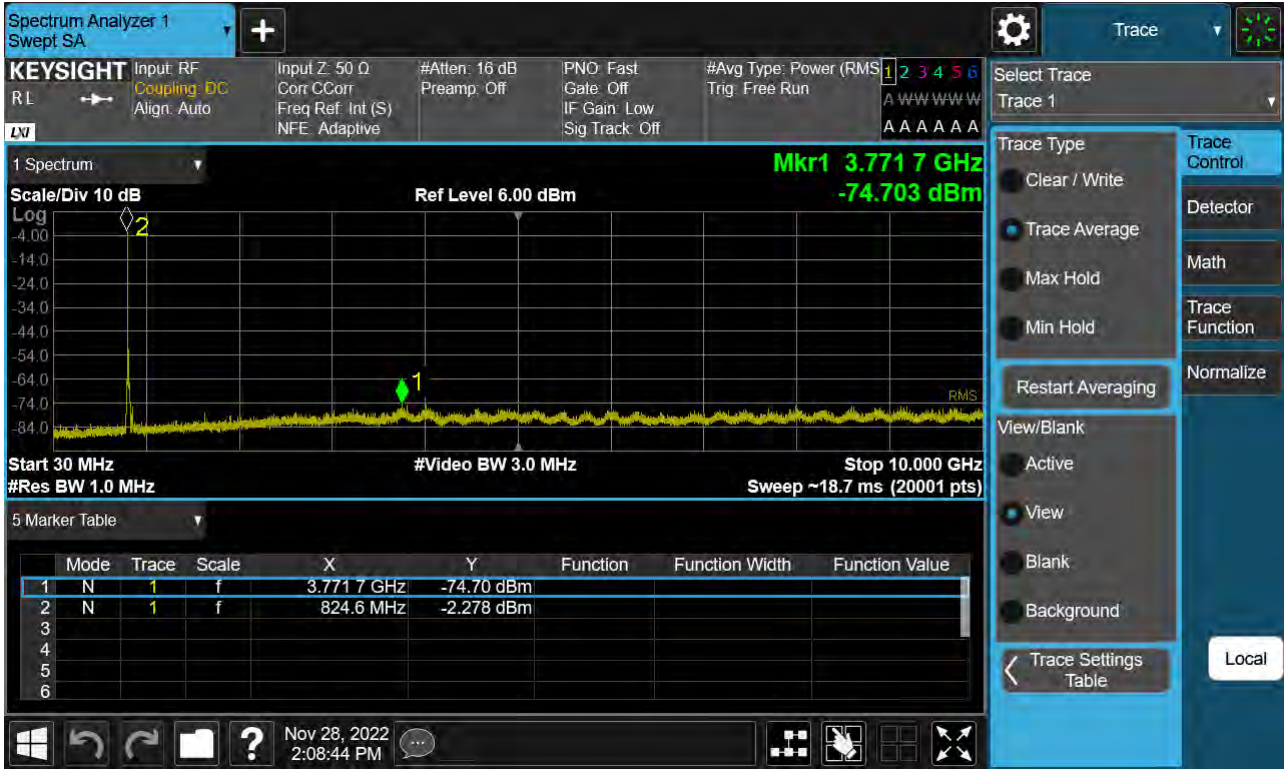 Spectrum Analyzer 1
Swept SA
Trace
KEYSIGHT
RL
LXI
Input: RF
Coupling: DC
Align: Auto
Input Z: 50 Ω
Corr CCorr
Freq Ref: Int (S)
NFE: Adaptive
#Atten: 16 dB
Preamp: Off
PNO: Fast
Gate: Off
IF Gain: Low
Sig Track: Off
#Avg Type: Power (RMS
Trig: Free Run
1 2 3 4 5 6
A W W W W W
A A A A A A
Select Trace
Trace 1
1 Spectrum
Mkr1 3.771 7 GHz
-74.703 dBm
Scale/Div 10 dB
Ref Level 6.00 dBm
Log
-4.00
-14.0
-24.0
-34.0
-44.0
-54.0
-64.0
-74.0
-84.0
2
1
RMS
Start 30 MHz
#Video BW 3.0 MHz
Stop 10.000 GHz
#Res BW 1.0 MHz
Sweep ~18.7 ms (20001 pts)
5 Marker Table
Mode Trace Scale X Y Function Function Width Function Value
1 N 1 f 3.771 7 GHz -74.70 dBm
2 N 1 f 824.6 MHz -2.278 dBm
3
4
5
6
Trace Type
Clear / Write
Trace Average
Max Hold
Min Hold
Restart Averaging
View/Blank
Active
View
Blank
Background
Trace Settings
Table
Trace
Control
Detector
Math
Trace
Function
Normalize
Local
?
Nov 28, 2022
2:08:44 PM